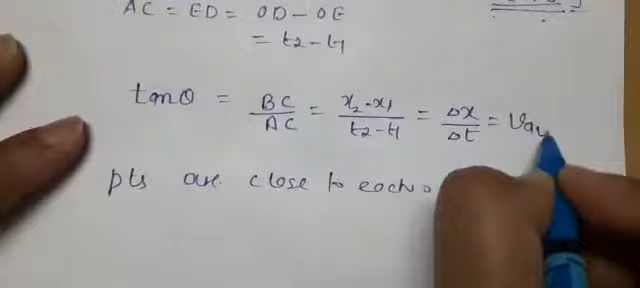 AC = ED = OD - OE
= t2 - t1
tanθ = BC/AC = x2-x1/t2-t1 = Δx/Δt = Vav
pts are close to each